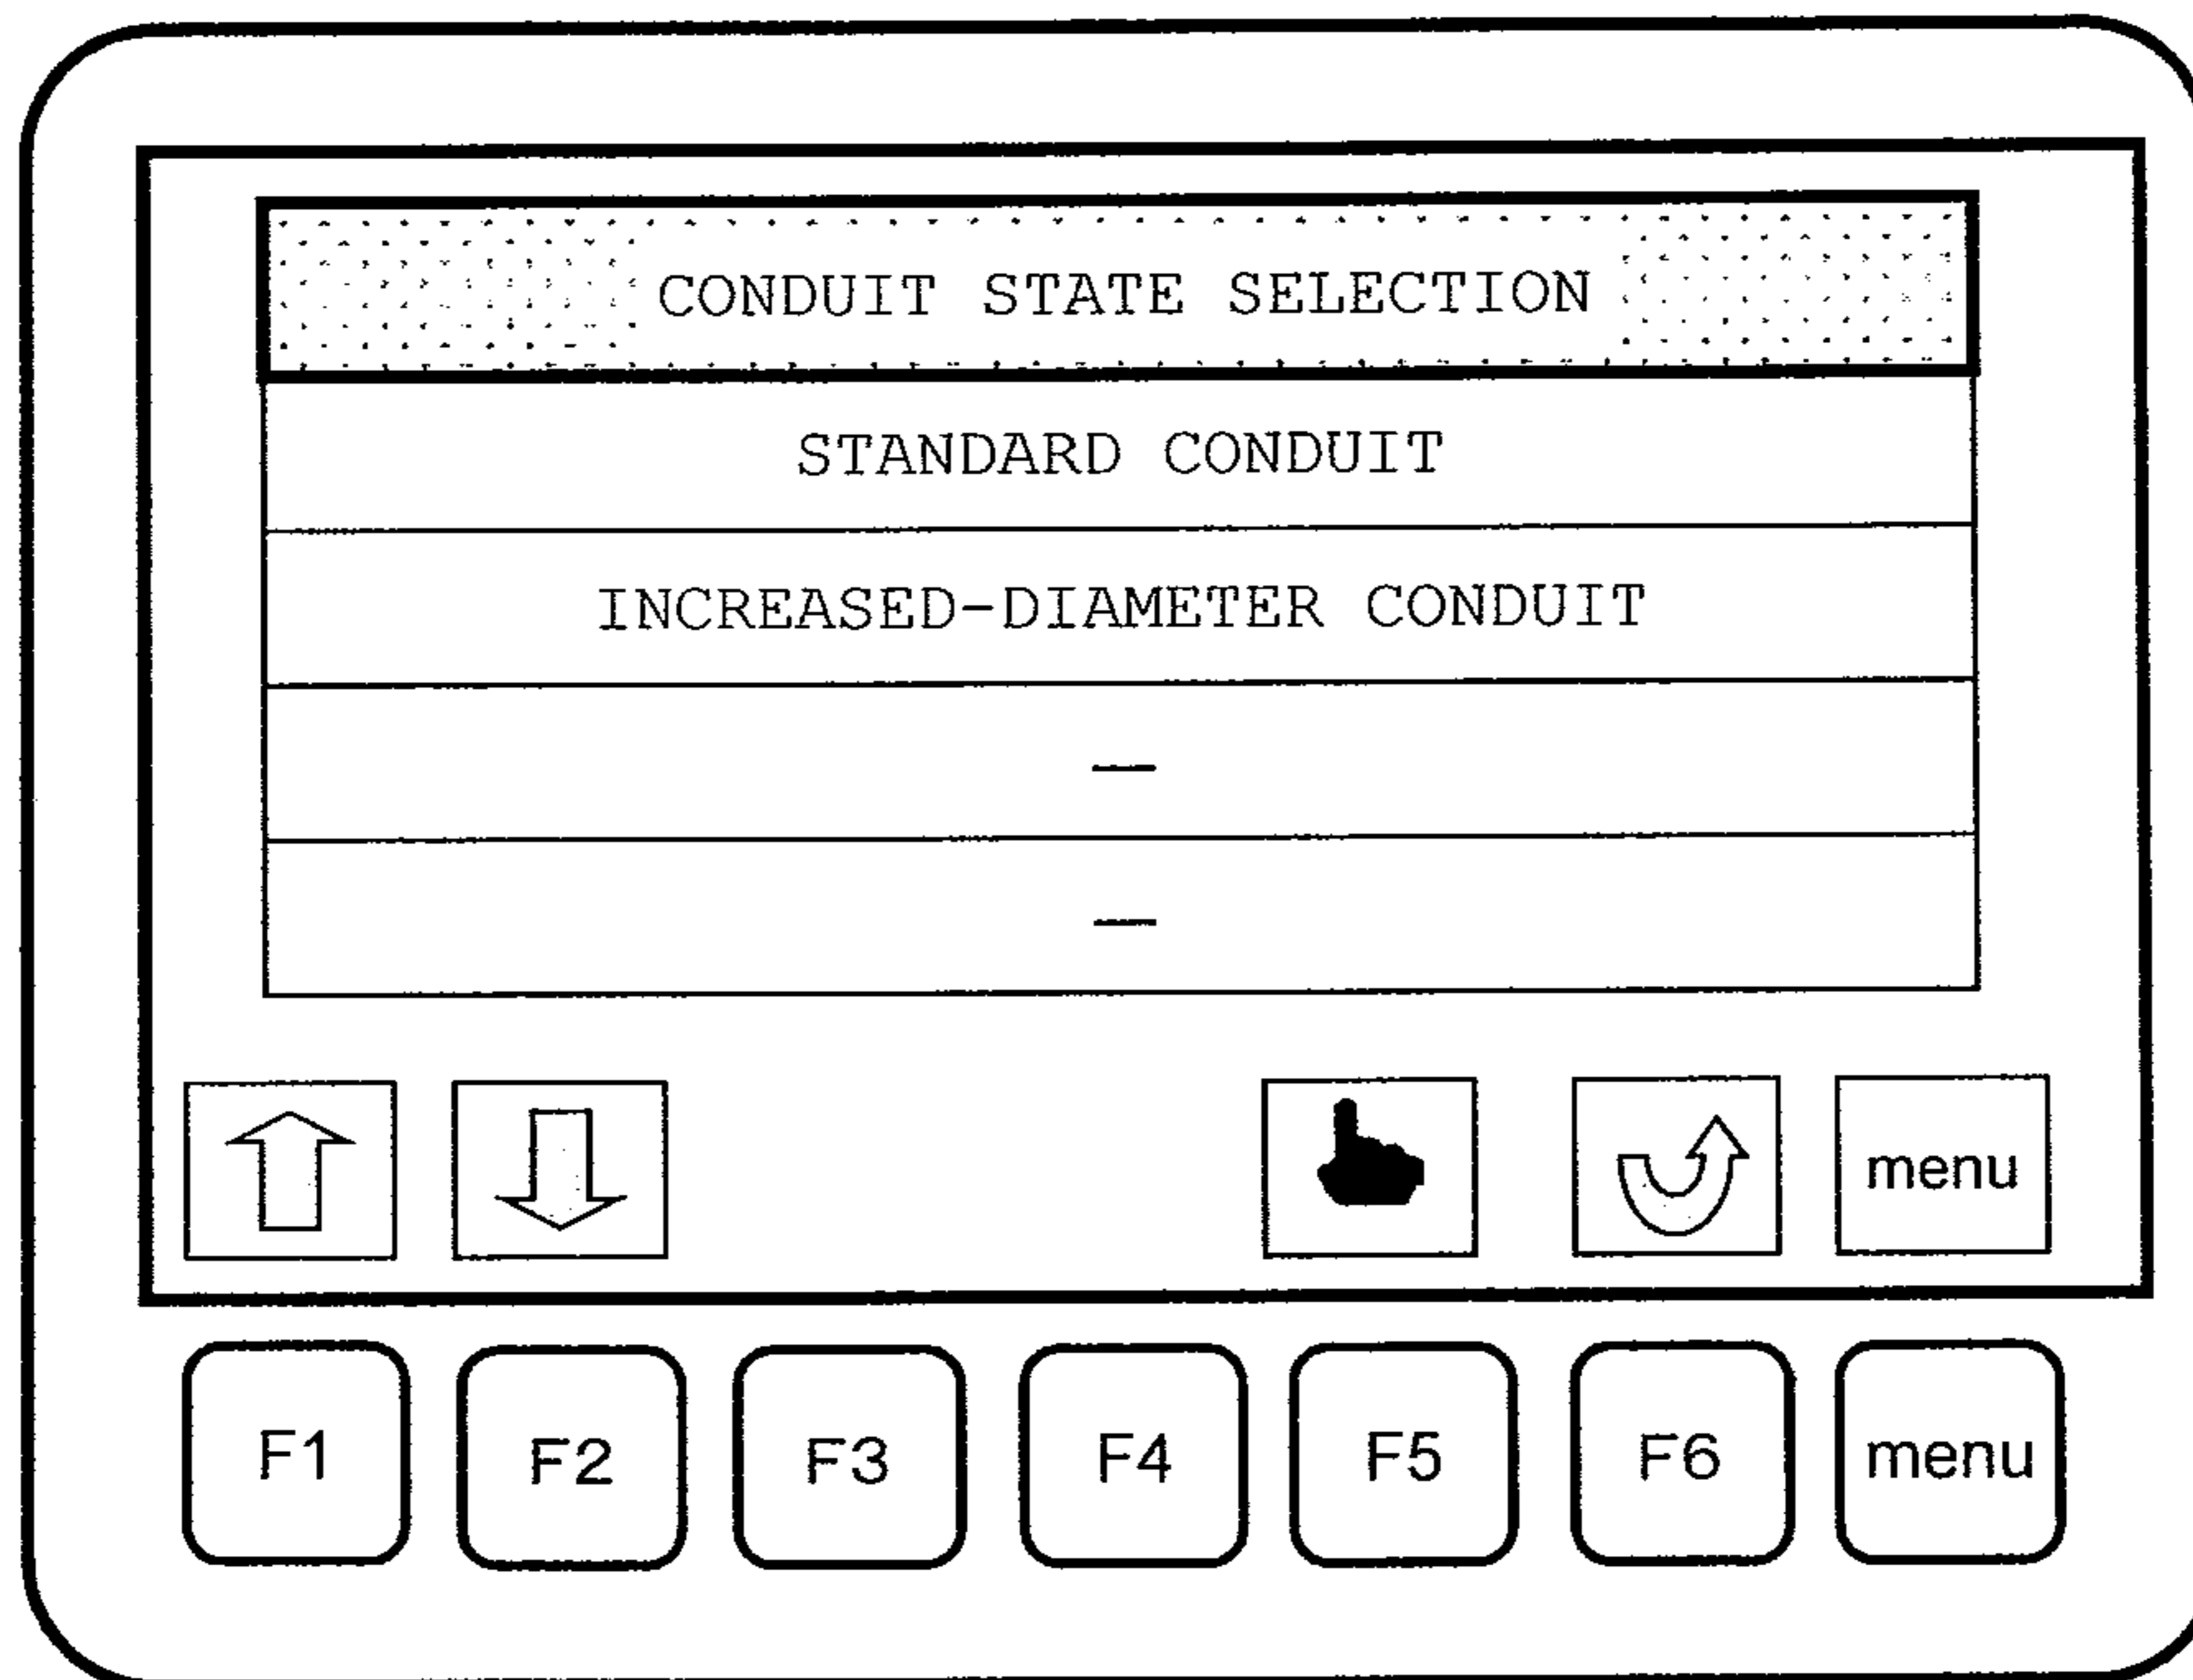 CONDUIT STATE SELECTION
STANDARD CONDUIT
INCREASED-DIAMETER CONDUIT
—
—
menu
F1 F2 F3 F4 F5 F6 menu